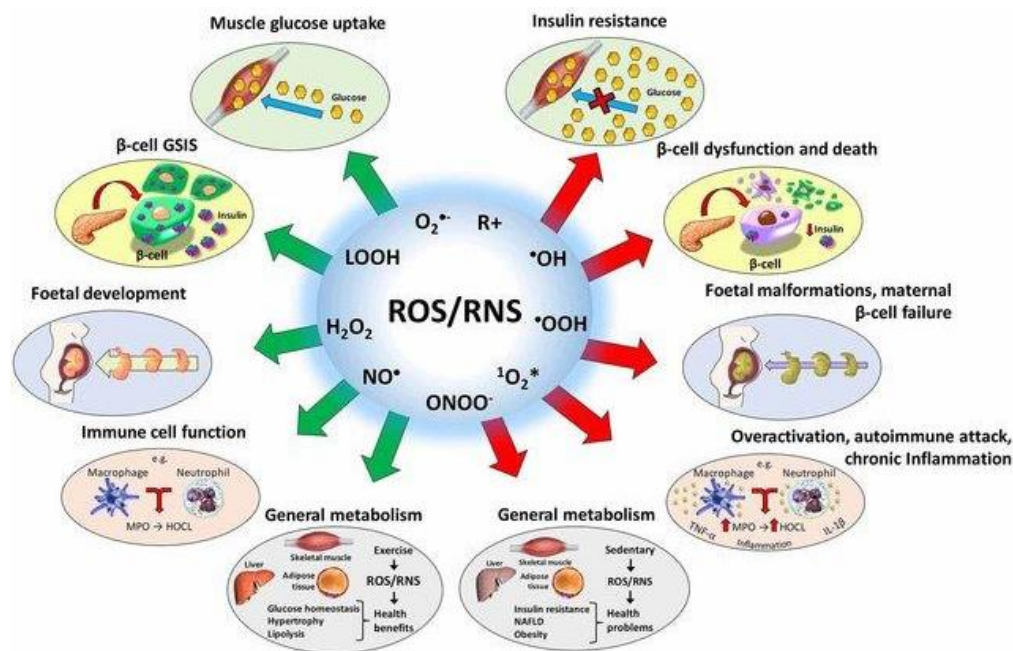 Muscle glucose uptake
Glucose
Insulin resistance
Glucose
β-cell GSIS
Insulin
β-cell
β-cell dysfunction and death
Insulin
β-cell
O₂•- R+
LOOH •OH
ROS/RNS
H₂O₂ •OOH
NO• ¹O₂*
ONOO-
Foetal development
Foetal malformations, maternal
β-cell failure
Immune cell function
e.g.
Macrophage Neutrophil
MPO → HOCL
Overactivation, autoimmune attack,
chronic Inflammation
e.g.
Macrophage Neutrophil
TNF-α MPO → HOCL IL-1β
Inflammation
General metabolism
Skeletal muscle
Liver
Adipose
tissue
Exercise
ROS/RNS
Glucose homeostasis
Hypertrophy
Lipolysis
Health
benefits
General metabolism
Skeletal muscle
Liver
Adipose
tissue
Sedentary
ROS/RNS
Insulin resistance
NAFLD
Obesity
Health
problems